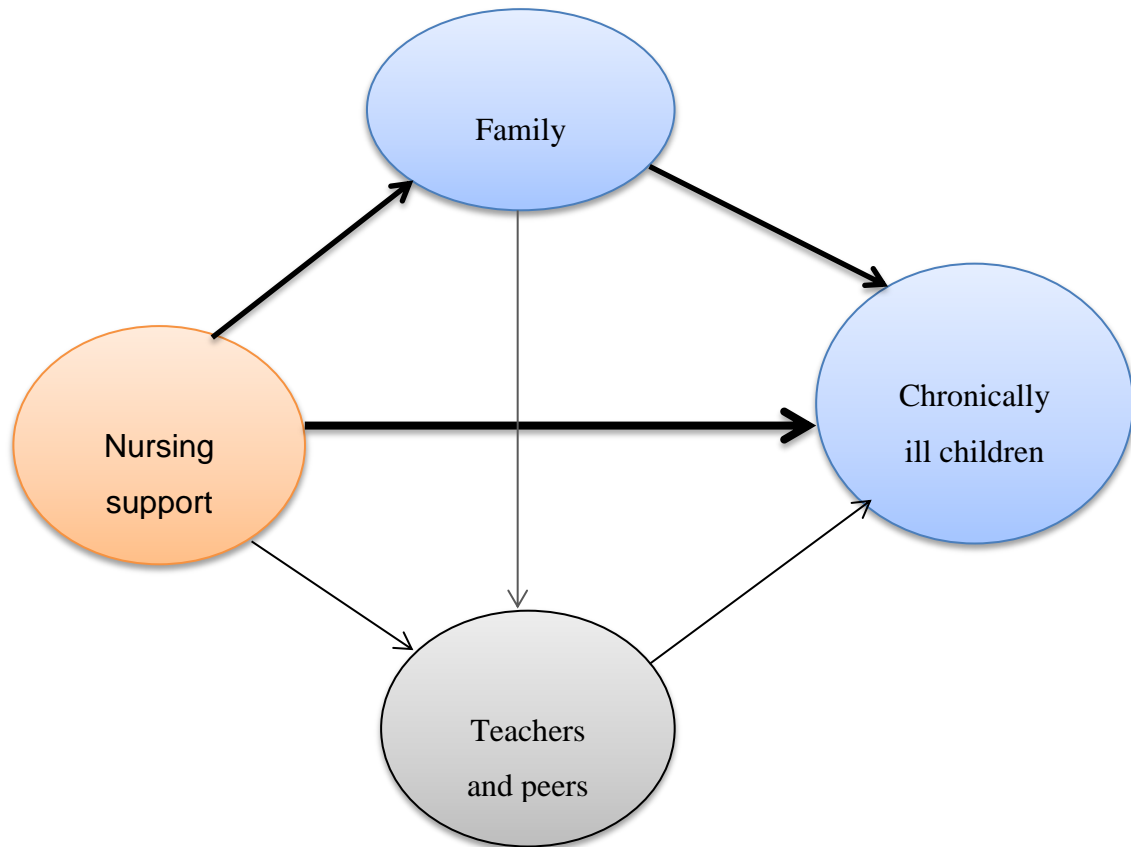 Family
Chronically
ill children
Nursing
support
Teachers
and peers